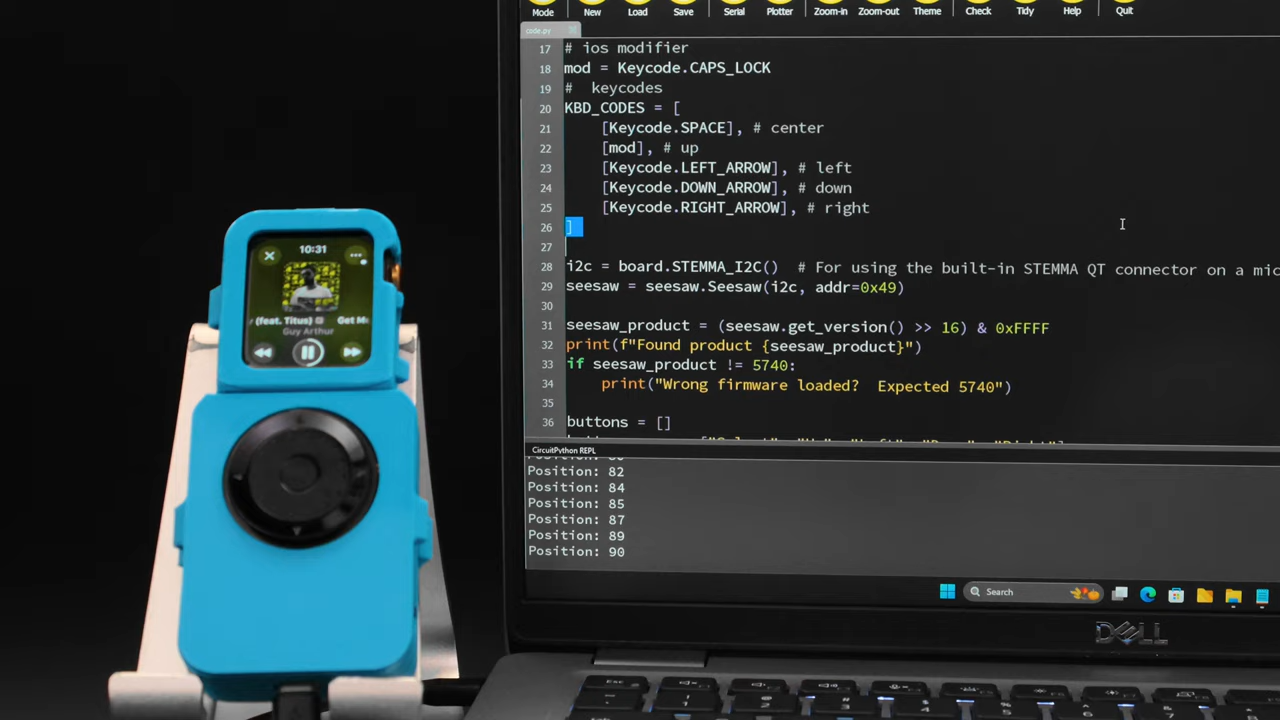 Mode New Load Save Serial Plotter Zoom-in Zoom-out Theme Check Tidy Help Quit
code.py
17 # ios modifier
18 mod = Keycode.CAPS_LOCK
19 #  keycodes
20 KBD_CODES = [
21 [Keycode.SPACE], # center
22 [mod], # up
23 [Keycode.LEFT_ARROW], # left
24 [Keycode.DOWN_ARROW], # down
25 [Keycode.RIGHT_ARROW], # right
26 ]
27
28 i2c = board.STEMMA_I2C()  # For using the built-in STEMMA QT connector on a mic
29 seesaw = seesaw.Seesaw(i2c, addr=0x49)
30
31 seesaw_product = (seesaw.get_version() >> 16) & 0xFFFF
32 print(f"Found product {seesaw_product}")
33 if seesaw_product != 5740:
34 print("Wrong firmware loaded?  Expected 5740")
35
36 buttons = []
CircuitPython REPL
Position: 82
Position: 84
Position: 85
Position: 87
Position: 89
Position: 90
Search
DELL
10:31
(feat. Titus) Get M
Guy Arthur
Esc